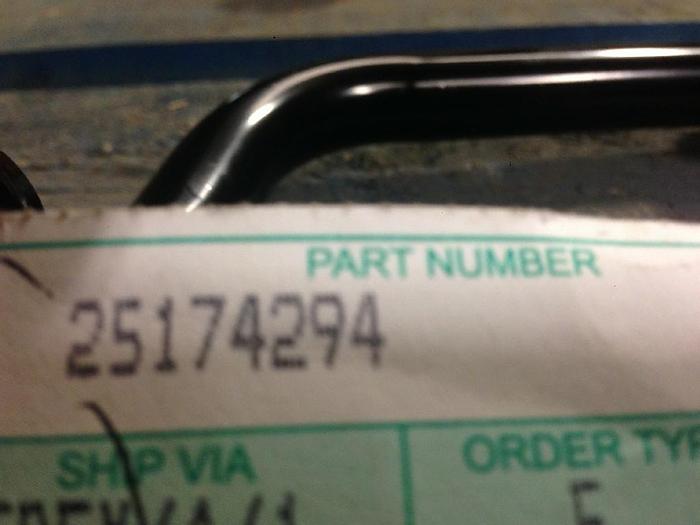 PART NUMBER
25174294
SHIP VIA
ORDER TYP